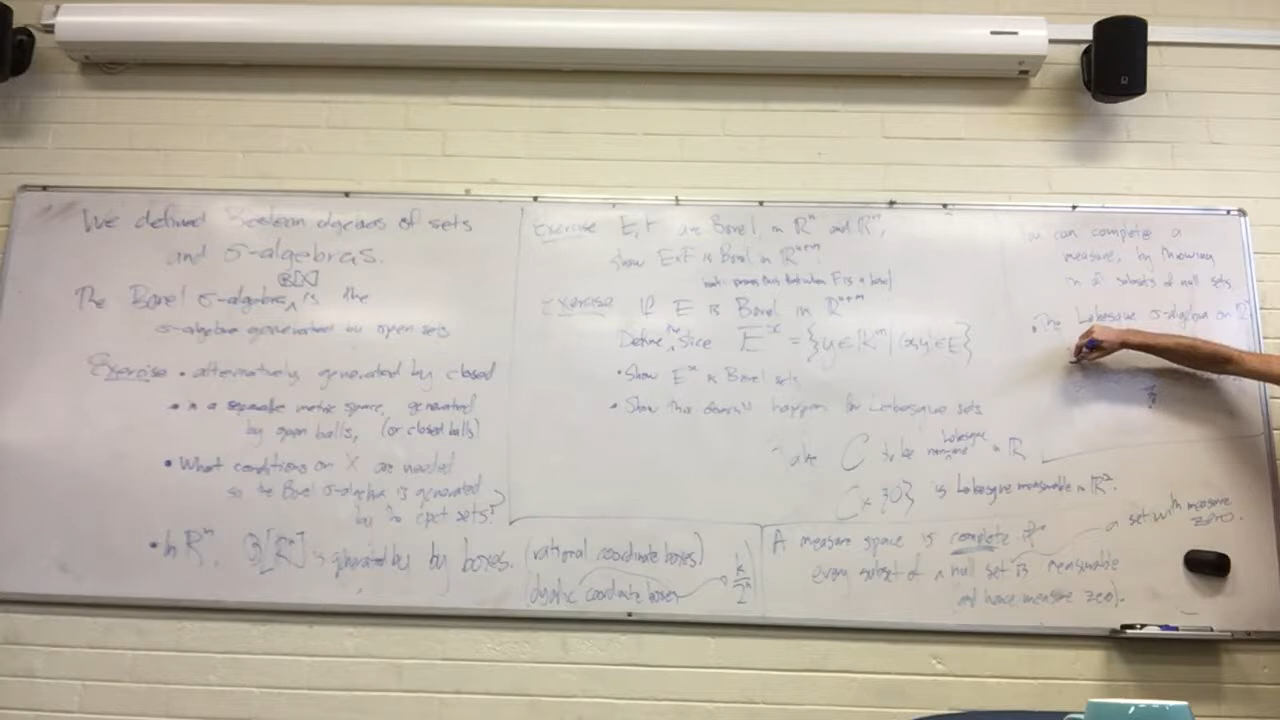 We defined Boolean algebras of sets
and σ-algebras.
B[X]
The Borel σ-algebra ^ is the
σ-algebra generated by open sets
Exercise • alternatively generated by closed
• in a separable metric space, generated
by open balls, (or closed balls)
• What conditions on X are needed
so the Borel σ-algebra is generated
by cpct sets?
• In Rⁿ, B[Rⁿ] is generated by by boxes. (rational coordinate boxes)
dyadic coordinate boxes k/2ⁿ
Exercise E, F are Borel in Rⁿ and Rᵐ,
show E×F is Borel in Rⁿ⁺ᵐ
Exercise If E is Borel in Rⁿ⁺ᵐ
Define the slice Eˣ = {y ∈ Rᵐ | (x,y) ∈ E}
• Show Eˣ is Borel sets
• Show this doesn't happen for Lebesgue sets
Take C to be Lebesgue in R
C × {0} is Lebesgue measurable in R².
A measure space is complete if
every subset of a null set is measurable
and hence measure zero).
a set with measure
zero.
You can complete a
measure, by throwing
in all subsets of null sets
• The Lebesgue σ-algebra on